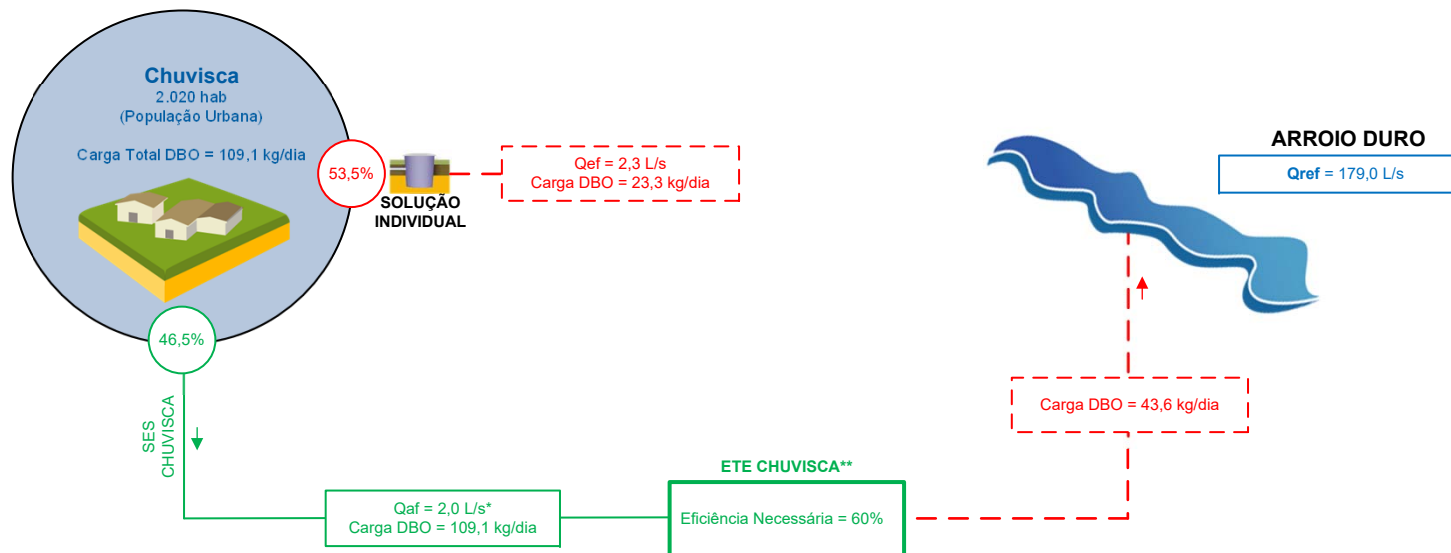 Chuvisca
2.020 hab
(População Urbana)
Carga Total DBO = 109,1 kg/dia
53,5%
SOLUÇÃO
INDIVIDUAL
Qef = 2,3 L/s
Carga DBO = 23,3 kg/dia
ARROIO DURO
Qref = 179,0 L/s
46,5%
SES
CHUVISCA
Qaf = 2,0 L/s*
Carga DBO = 109,1 kg/dia
ETE CHUVISCA**
Eficiência Necessária = 60%
Carga DBO = 43,6 kg/dia